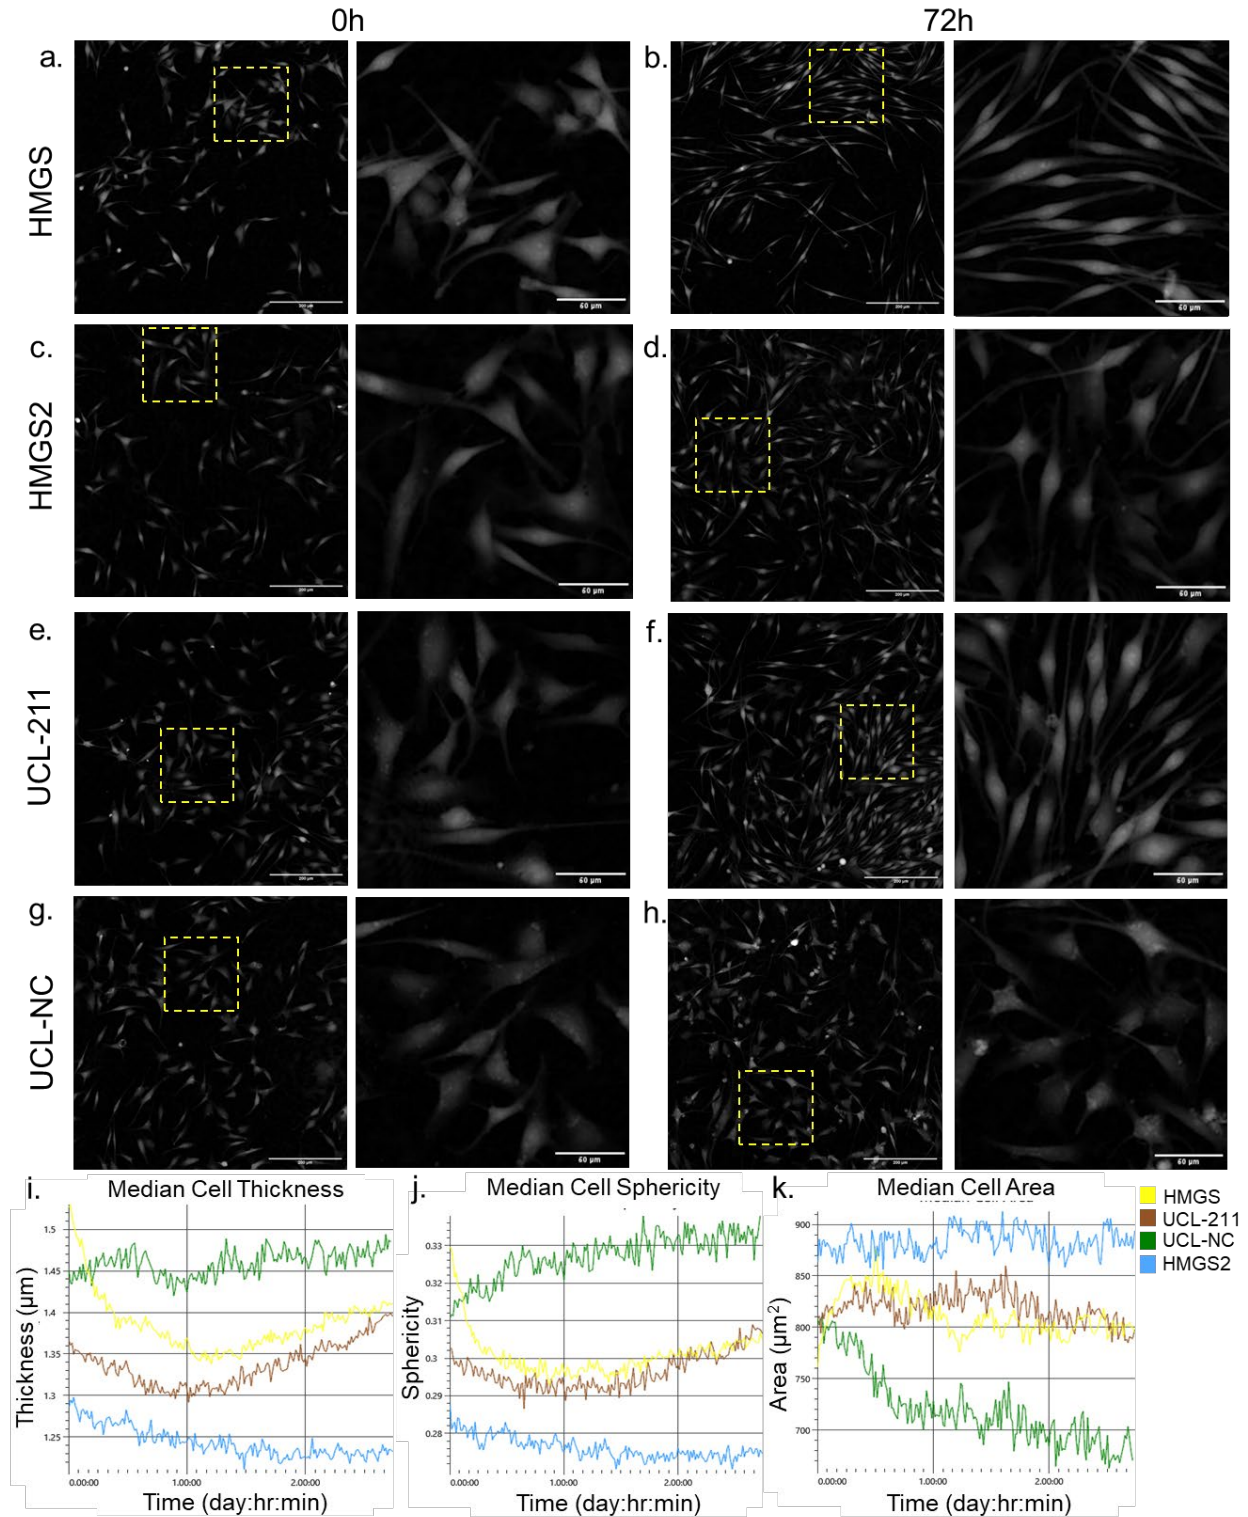 0h
72h
a.
b.
HMGS
60 µm
60 µm
c.
d.
HMGS2
60 µm
60 µm
e.
f.
UCL-211
60 µm
60 µm
g.
h.
UCL-NC
60 µm
60 µm
i.
Median Cell Thickness
Thickness (µm)
1.5
1.45
1.4
1.35
1.3
1.25
0.00:00
1.00:00
2.00:00
Time (day:hr:min)
j.
Median Cell Sphericity
Sphericity
0.33
0.32
0.31
0.3
0.29
0.28
0.00:00
1.00:00
2.00:00
Time (day:hr:min)
k.
Median Cell Area
Area (µm²)
900
850
800
750
700
0.00:00
1.00:00
2.00:00
Time (day:hr:min)
HMGS
UCL-211
UCL-NC
HMGS2